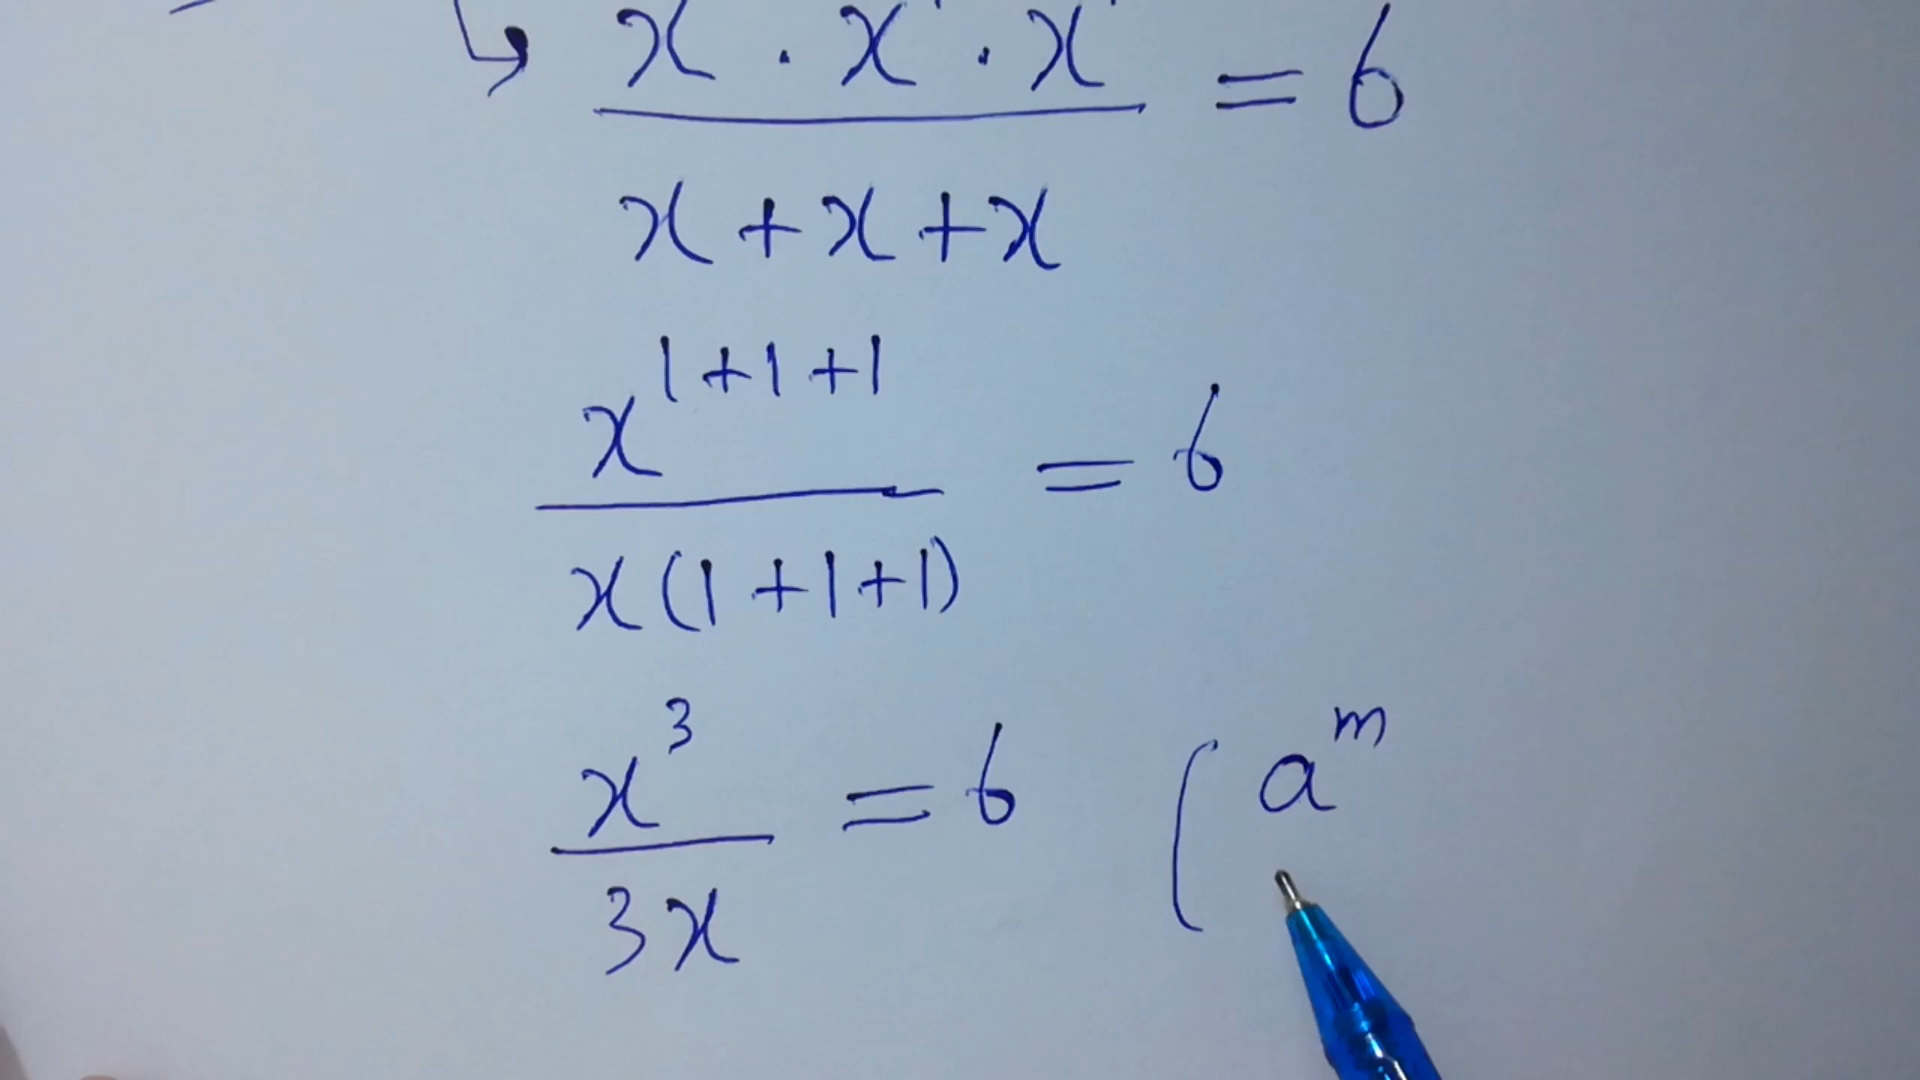 x · x · x / x + x + x = 6
x^{1+1+1} / x(1+1+1) = 6
x^3 / 3x = 6 ( a^m